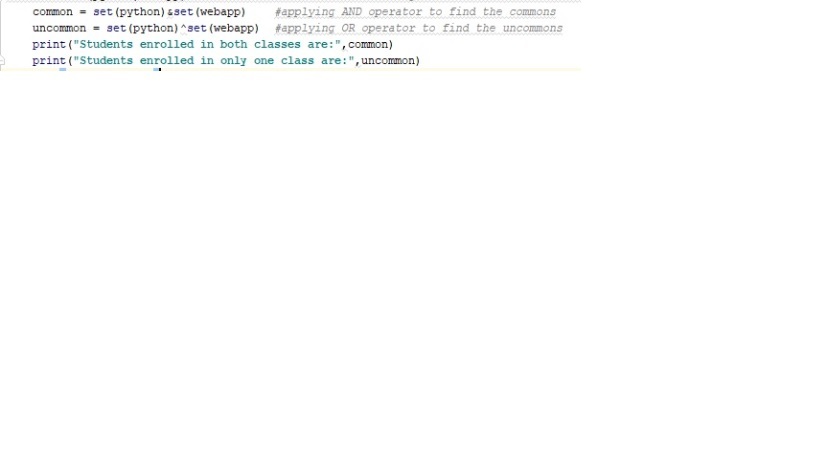 common = set(python)&set(webapp)    #applying AND operator to find the commons
uncommon = set(python)^set(webapp)  #applying OR operator to find the uncommons
print("Students enrolled in both classes are:",common)
print("Students enrolled in only one class are:",uncommon)